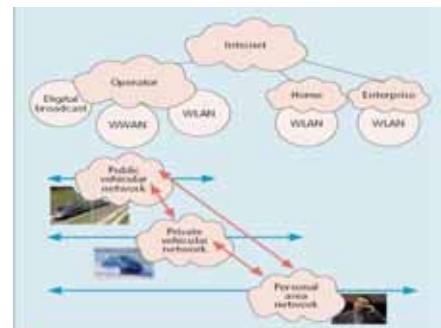 Internet
Operator
Digital
broadcast
WWAN
WLAN
Home
WLAN
Enterprise
WLAN
Public
vehicular
network
Private
vehicular
network
Personal
area
network